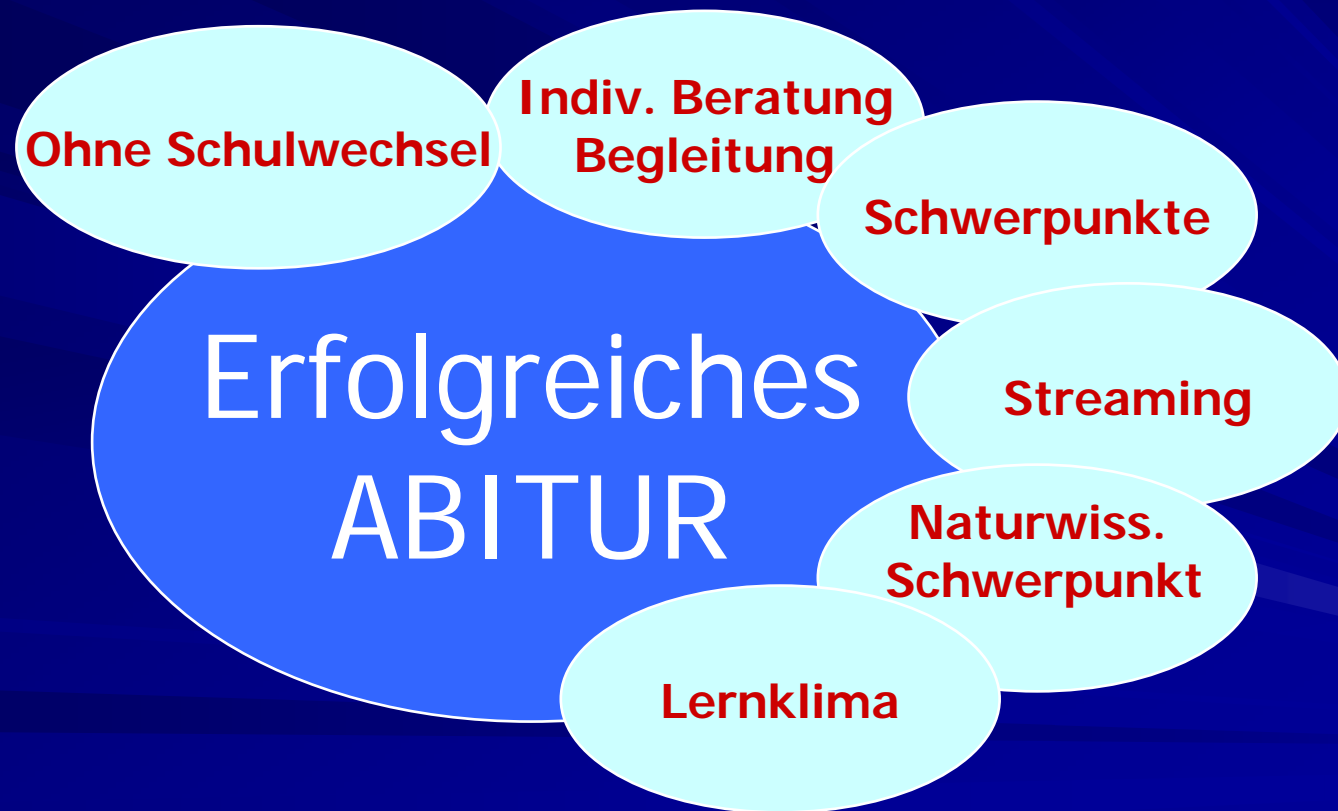 Ohne Schulwechsel
Indiv. Beratung
Begleitung
Schwerpunkte
Streaming
Naturwiss.
Schwerpunkt
Lernklima
Erfolgreiches
ABITUR